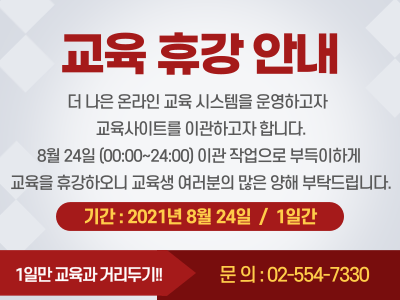 교육 휴강 안내
더 나은 온라인 교육 시스템을 운영하고자
교육사이트를 이관하고자 합니다.
8월 24일 (00:00~24:00) 이관 작업으로 부득이하게
교육을 휴강하오니 교육생 여러분의 많은 양해 부탁드립니다.
기간 : 2021년 8월 24일 / 1일간
1일만 교육과 거리두기!!
문 의 : 02-554-7330